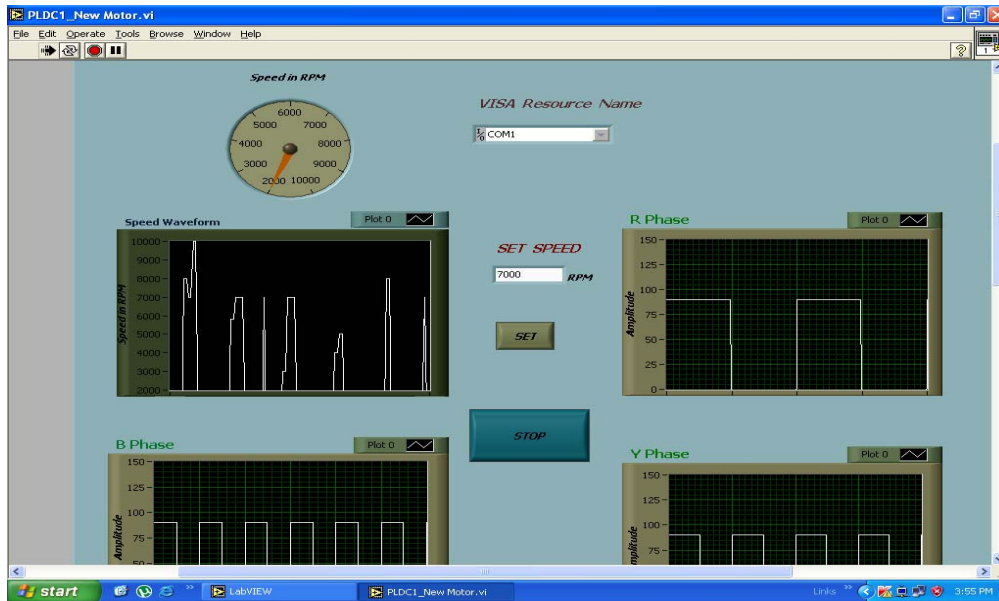 PLDC1_New Motor.vi
File Edit Operate Tools Browse Window Help
?
1
Speed in RPM
6000
5000 7000
4000 8000
3000 9000
2000 10000
VISA Resource Name
I/O COM1
Speed Waveform
Plot 0
10000
9000
8000
7000
6000
5000
4000
3000
2000
Speed in RPM
SET SPEED
7000 RPM
SET
STOP
R Phase
Plot 0
150
125
100
75
50
25
0
Amplitude
B Phase
Plot 0
150
125
100
75
50
Amplitude
Y Phase
Plot 0
150
125
100
75
Amplitude
start
LabVIEW
PLDC1_New Motor.vi
Links
3:55 PM